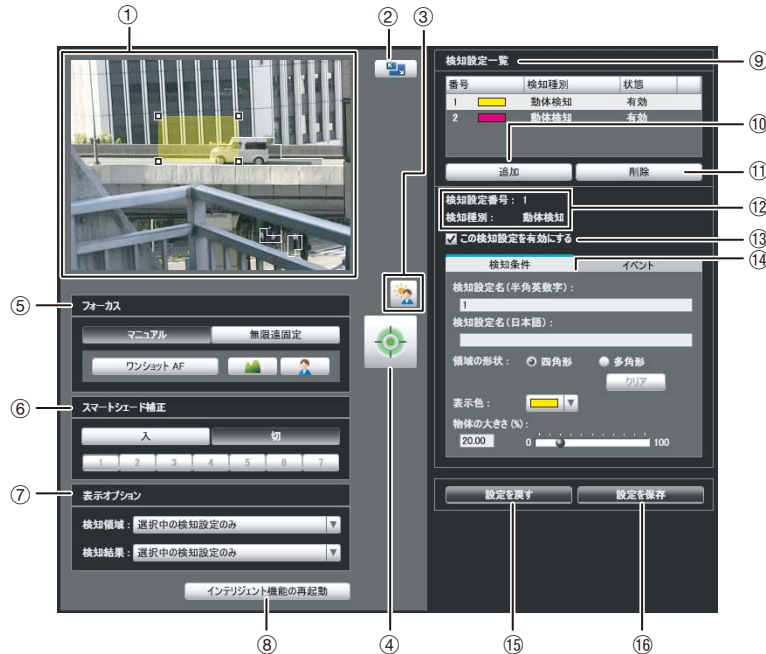 ①
②
③
検知設定一覧
⑨
番号 検知種別 状態
1 動体検知 有効
2 動体検知 有効
⑩
追加 削除
⑪
検知設定番号： 1
検知種別： 動体検知
⑫
この検知設定を有効にする
⑬
検知条件 イベント
⑭
検知設定名(半角英数字)：
1
検知設定名(日本語)：
領域の形状： 四角形 多角形
クリア
表示色：
物体の大きさ(%)：
20.00 0 100
設定を戻す 設定を保存
⑤
フォーカス
マニュアル 無限遠固定
ワンショット AF
⑥
スマートシェード補正
入 切
1 2 3 4 5 6 7
⑦
表示オプション
検知領域： 選択中の検知設定のみ
検知結果： 選択中の検知設定のみ
インテリジェント機能の再起動
⑧
④
⑮
⑯